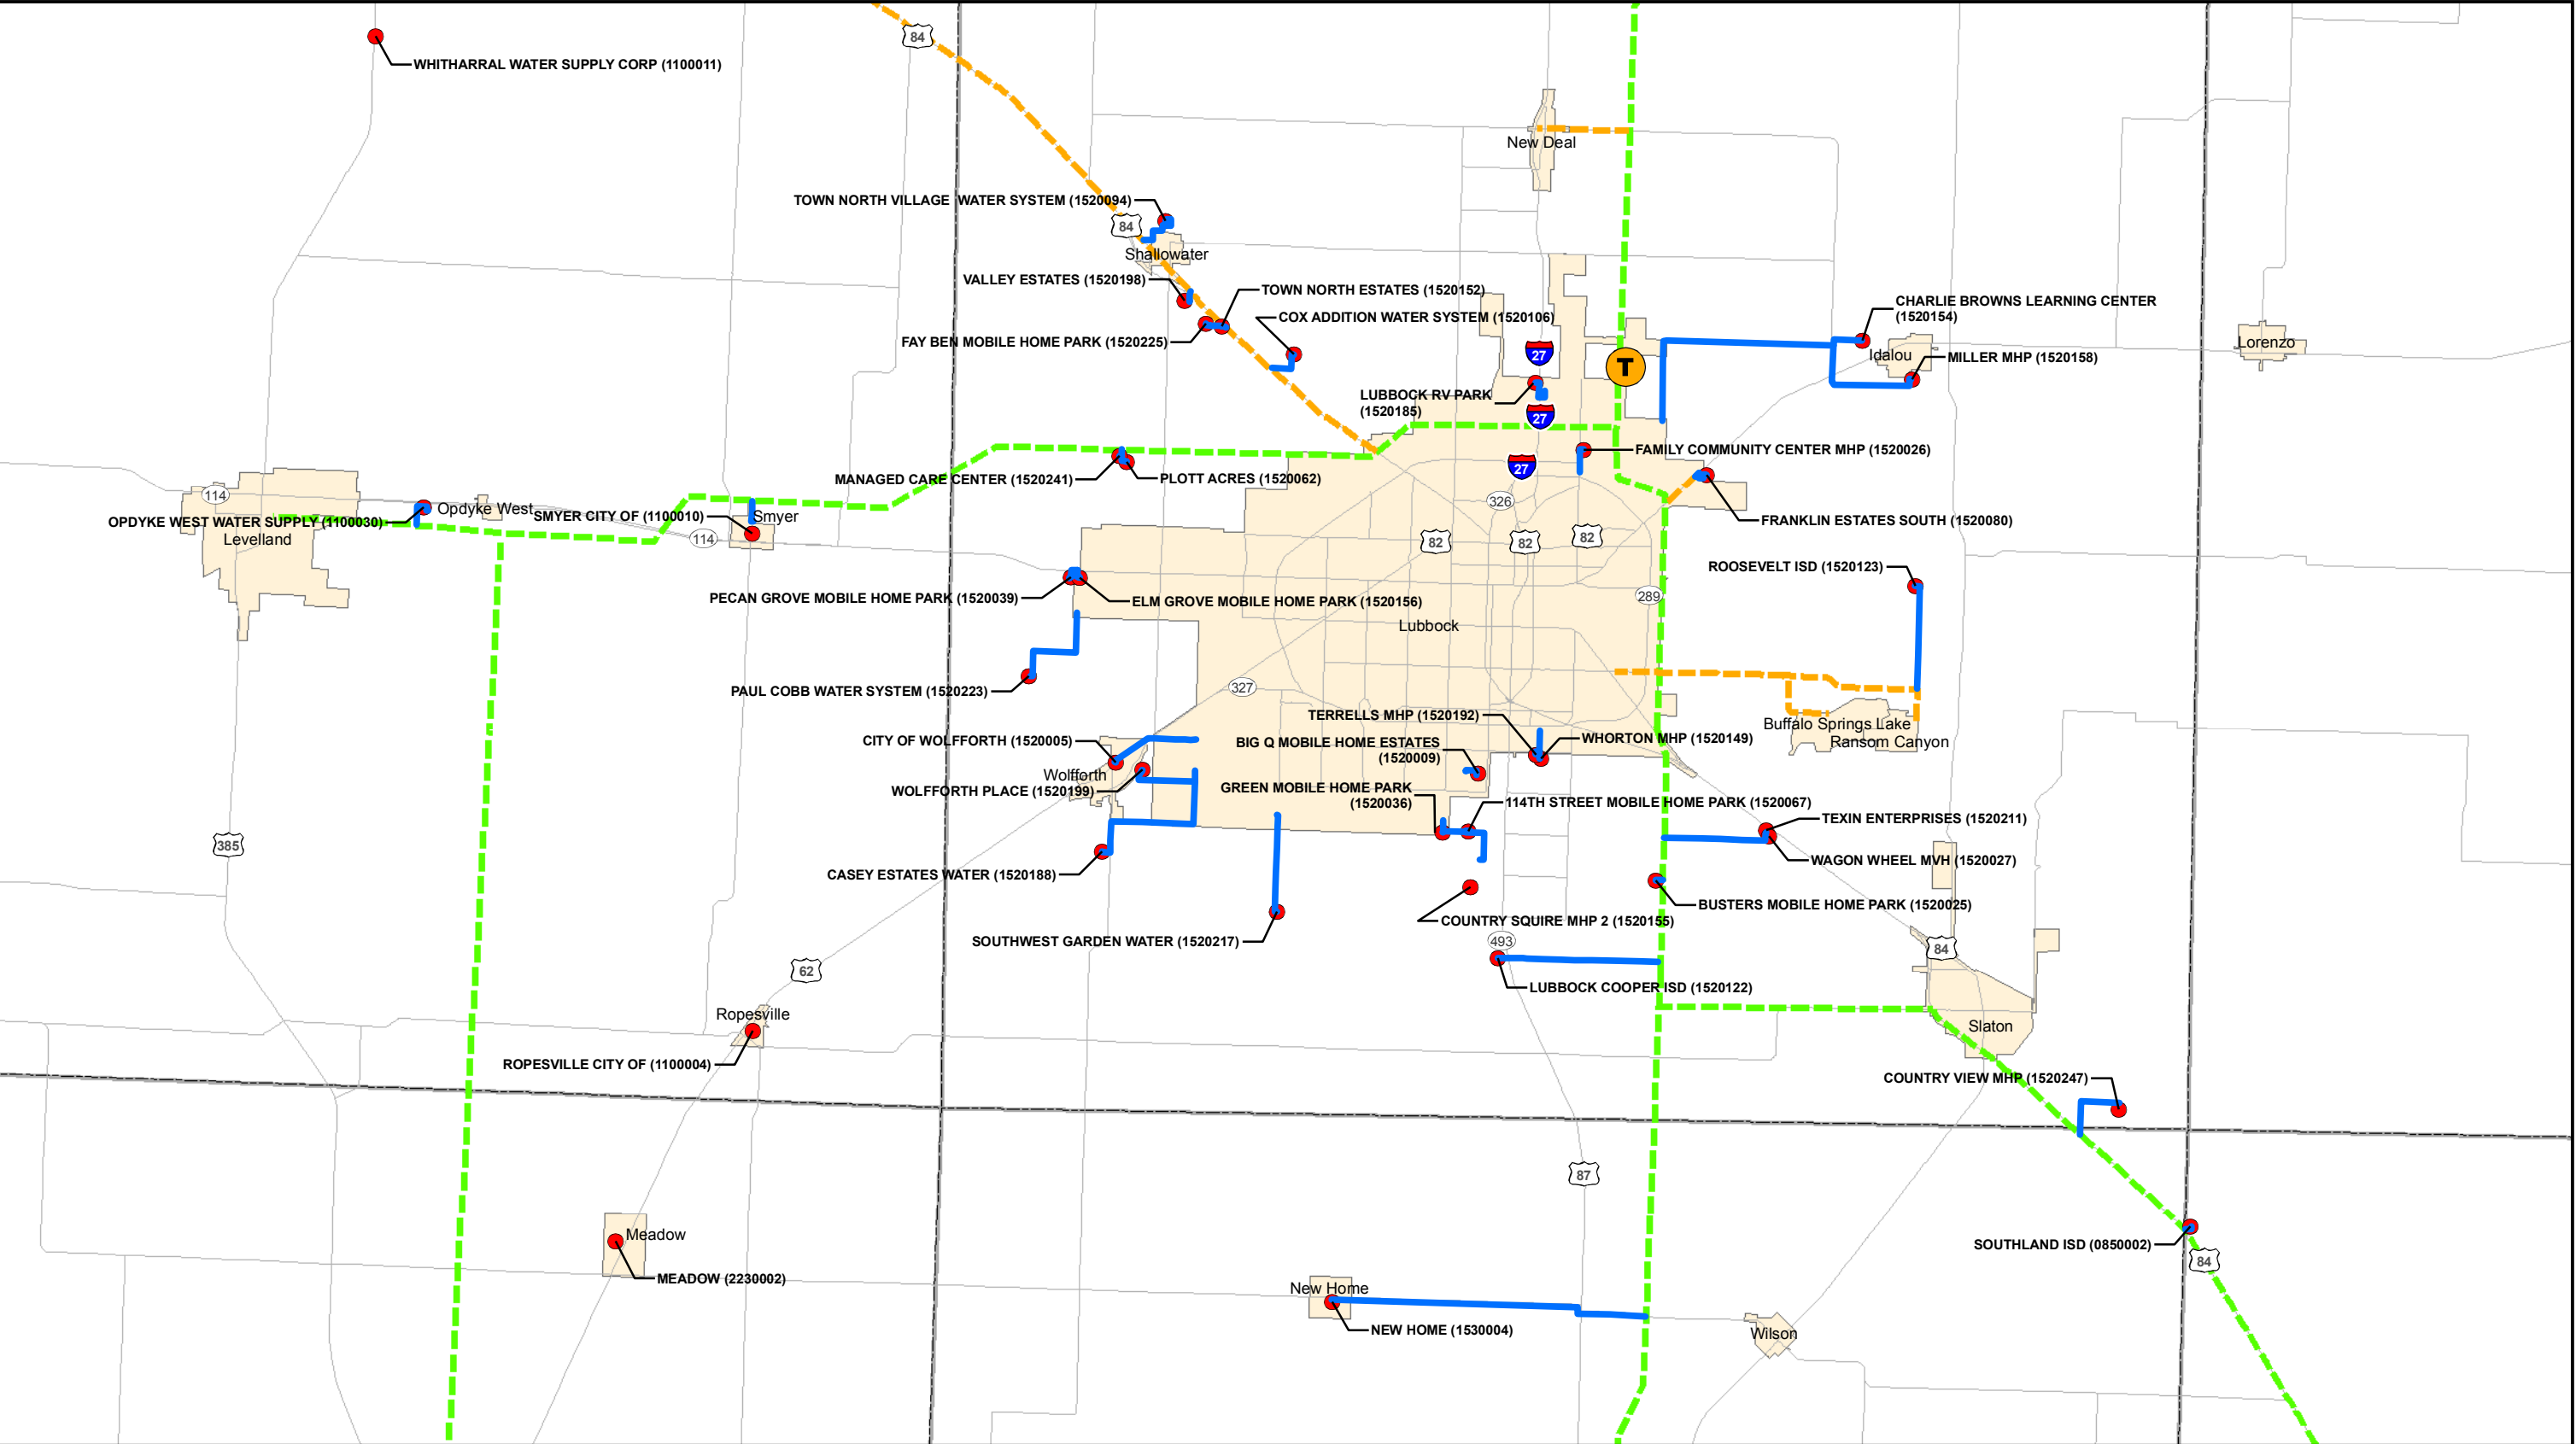 84
WHITHARRAL WATER SUPPLY CORP (1100011)
New Deal
TOWN NORTH VILLAGE  WATER SYSTEM (1520094)
84
Shallowater
VALLEY ESTATES (1520198)
TOWN NORTH ESTATES (1520152)
CHARLIE BROWNS LEARNING CENTER
(1520154)
COX ADDITION WATER SYSTEM (1520106)
FAY BEN MOBILE HOME PARK (1520225)
Lorenzo
27
Idalou
MILLER MHP (1520158)
T
LUBBOCK RV PARK
(1520185)
27
FAMILY COMMUNITY CENTER MHP (1520026)
27
MANAGED CARE CENTER (1520241)
PLOTT ACRES (1520062)
114
326
Opdyke West
SMYER CITY OF (1100010)
Smyer
OPDYKE WEST WATER SUPPLY (1100030)
FRANKLIN ESTATES SOUTH (1520080)
Levelland
114
82
82
82
ROOSEVELT ISD (1520123)
289
PECAN GROVE MOBILE HOME PARK (1520039)
ELM GROVE MOBILE HOME PARK (1520156)
Lubbock
PAUL COBB WATER SYSTEM (1520223)
327
TERRELLS MHP (1520192)
Buffalo Springs Lake
Ransom Canyon
CITY OF WOLFFORTH (1520005)
BIG Q MOBILE HOME ESTATES
(1520009)
WHORTON MHP (1520149)
Wolfforth
WOLFFORTH PLACE (1520199)
GREEN MOBILE HOME PARK
(1520036)
114TH STREET MOBILE HOME PARK (1520067)
TEXIN ENTERPRISES (1520211)
385
WAGON WHEEL MVH (1520027)
CASEY ESTATES WATER (1520188)
BUSTERS MOBILE HOME PARK (1520025)
COUNTRY SQUIRE MHP 2 (1520155)
SOUTHWEST GARDEN WATER (1520217)
493
84
62
LUBBOCK COOPER ISD (1520122)
Ropesville
Slaton
ROPESVILLE CITY OF (1100004)
COUNTRY VIEW MHP (1520247)
87
Meadow
SOUTHLAND ISD (0850002)
84
MEADOW (2230002)
New Home
NEW HOME (1530004)
Wilson